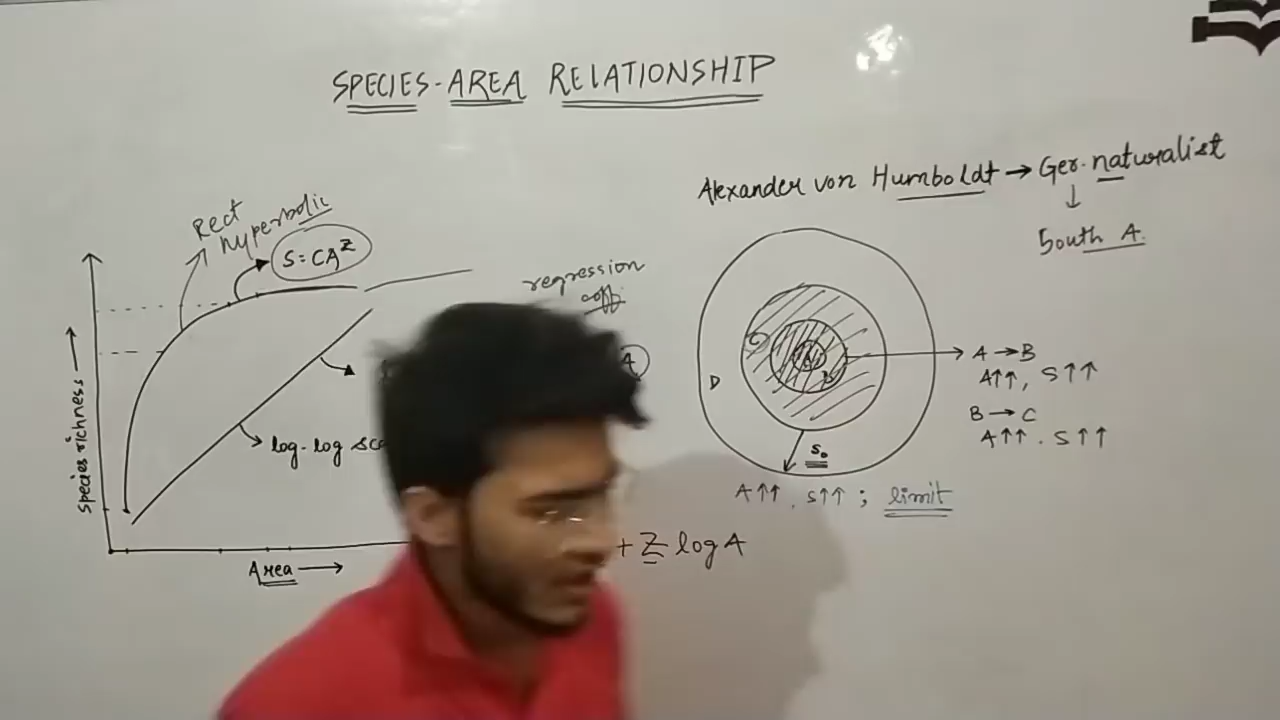 SPECIES-AREA RELATIONSHIP
Alexander von Humboldt → Ger. naturalist
↓
South A.
Rect
hyperbolic
S = CA^Z
regression
coff.
log-log
Species richness →
Area →
+ Z log A
D
C
A → B
A↑↑, S↑↑
B → C
A↑↑. S↑↑
S₀
A↑↑, S↑↑ ; limit